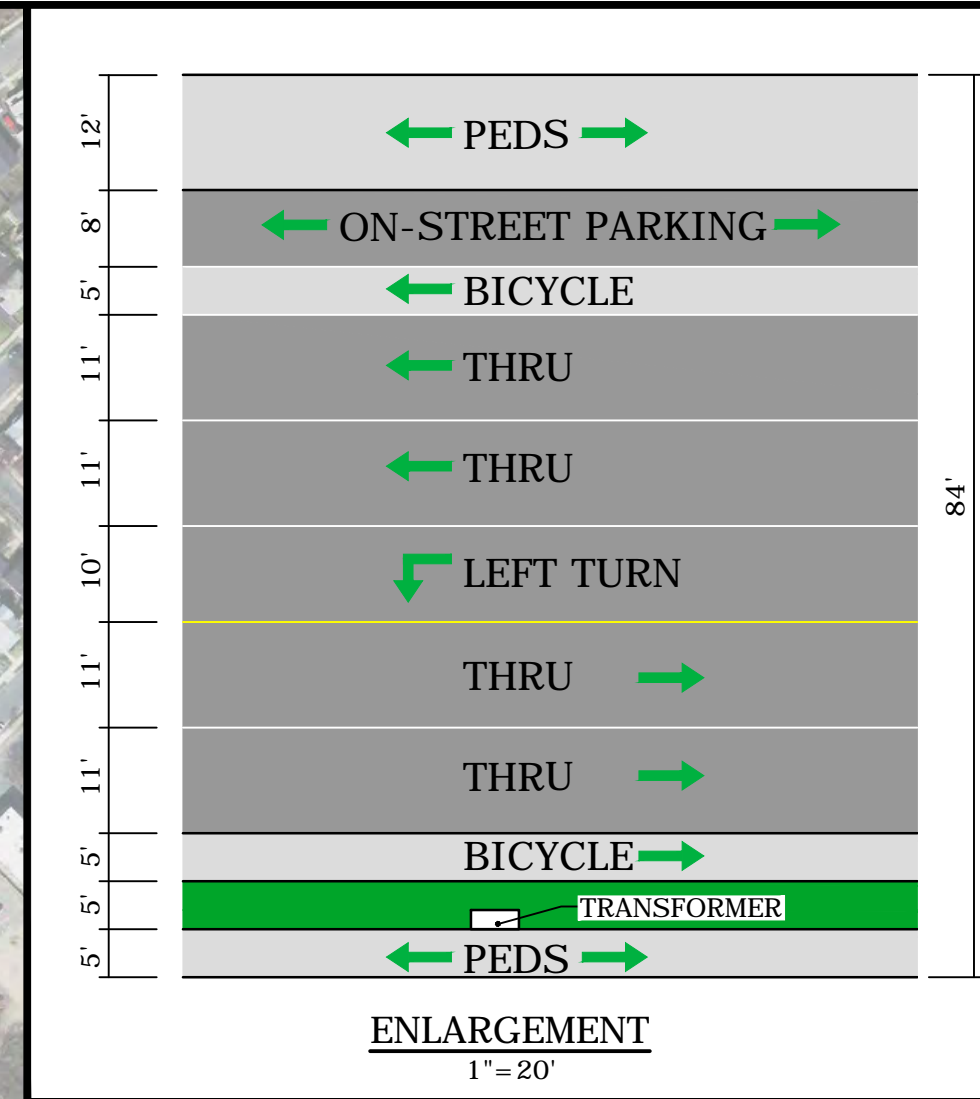 12'
PEDS
8'
ON-STREET PARKING
5'
BICYCLE
11'
THRU
11'
THRU
84'
10'
LEFT TURN
11'
THRU
11'
THRU
5'
BICYCLE
5'
TRANSFORMER
5'
PEDS
ENLARGEMENT
1"=20'